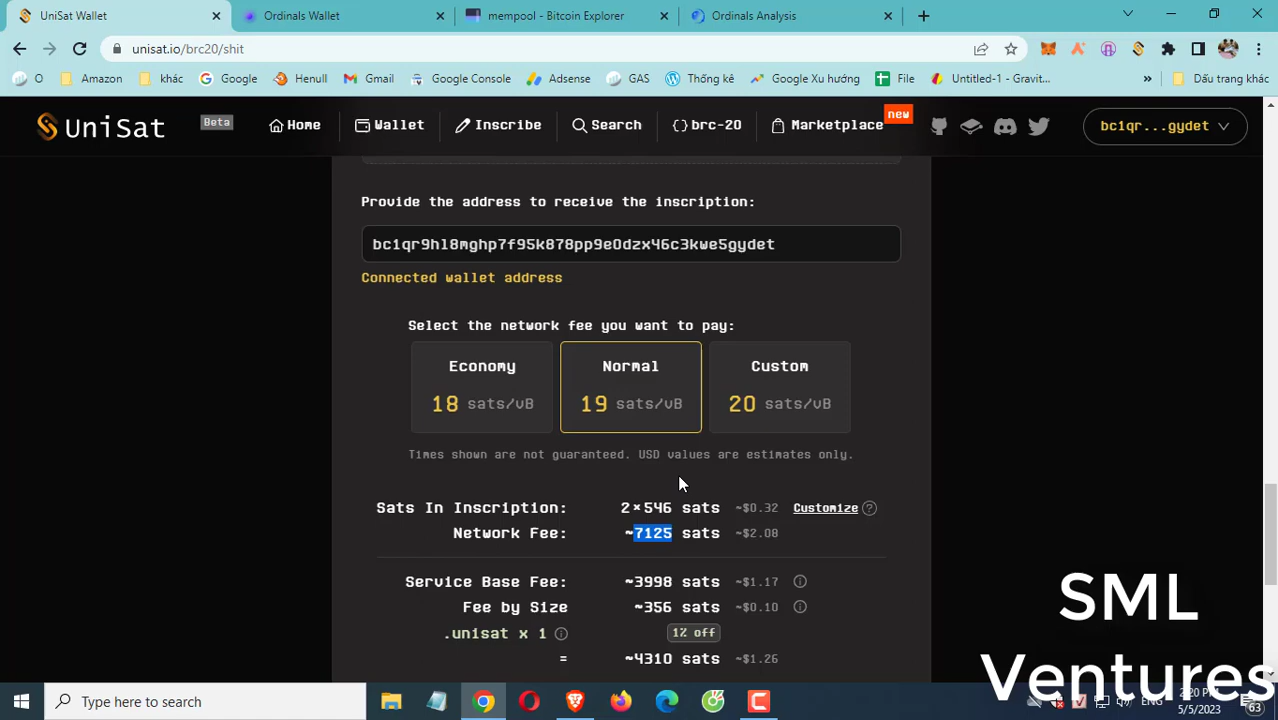 UniSat Wallet
Ordinals Wallet
mempool - Bitcoin Explorer
Ordinals Analysis
unisat.io/brc20/shit
O
Amazon
khác
Google
Henull
Gmail
Google Console
Adsense
GAS
Thống kê
Google Xu hướng
File
Untitled-1 - Gravit...
»
Dấu trang khác
UniSat
Beta
Home
Wallet
Inscribe
Search
brc-20
Marketplace
new
bc1qr...gydet
Provide the address to receive the inscription:
bc1qr9hl8mghp7f95k878pp9e0dzx46c3kwe5gydet
Connected wallet address
Select the network fee you want to pay:
Economy
18 sats/vB
Normal
19 sats/vB
Custom
20 sats/vB
Times shown are not guaranteed. USD values are estimates only.
Sats In Inscription: 2×546 sats ~$0.32 Customize ?
Network Fee: ~7125 sats ~$2.08
Service Base Fee: ~3998 sats ~$1.17
Fee by Size ~356 sats ~$0.10
.unisat x 1 1% off
= ~4310 sats ~$1.26
SML
Ventures
Type here to search
ENG
2:20 PM
5/5/2023
63